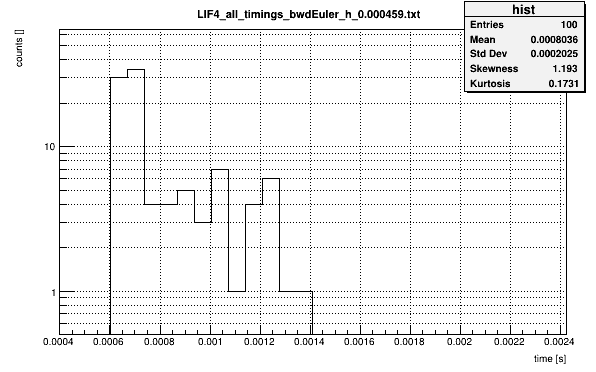 LIF4_all_timings_bwdEuler_h_0.000459.txt
hist
Entries 100
Mean 0.0008036
Std Dev 0.0002025
Skewness 1.193
Kurtosis 0.1731
counts []
10
1
0.0004 0.0006 0.0008 0.001 0.0012 0.0014 0.0016 0.0018 0.002 0.0022 0.0024
time [s]